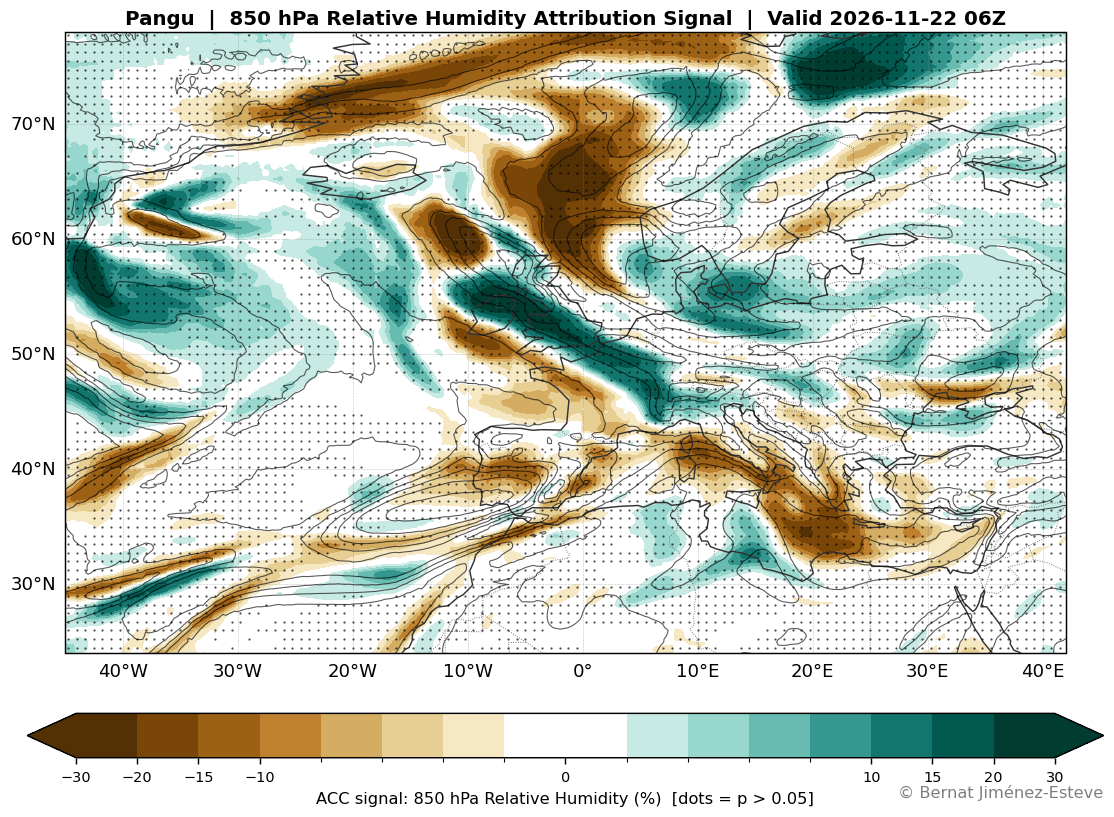 Pangu | 850 hPa Relative Humidity Attribution Signal | Valid 2026-11-22 06Z
70°N
60°N
50°N
40°N
30°N
40°W 30°W 20°W 10°W 0° 10°E 20°E 30°E 40°E
−30 −20 −15 −10 0 10 15 20 30
ACC signal: 850 hPa Relative Humidity (%) [dots = p > 0.05]
© Bernat Jiménez-Esteve